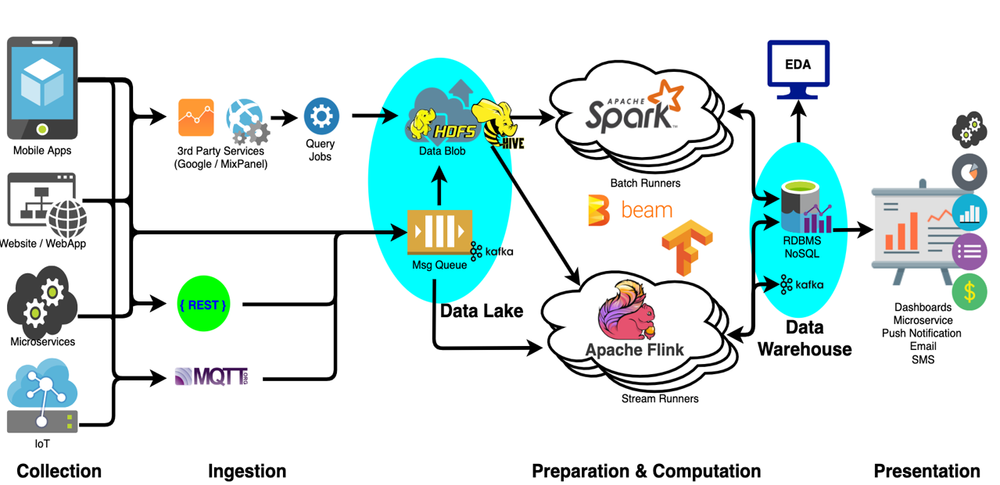 Mobile Apps
Website / WebApp
Microservices
IoT
Collection
3rd Party Services
(Google / MixPanel)
Query
Jobs
{ REST }
MQTT
.ORG
Ingestion
HDFS
HIVE
Data Blob
Msg Queue
kafka
Data Lake
APACHE
Spark
TM
Batch Runners
beam
Apache Flink
Stream Runners
Preparation & Computation
EDA
RDBMS
NoSQL
kafka
Data
Warehouse
Dashboards
Microservice
Push Notification
Email
SMS
$
Presentation